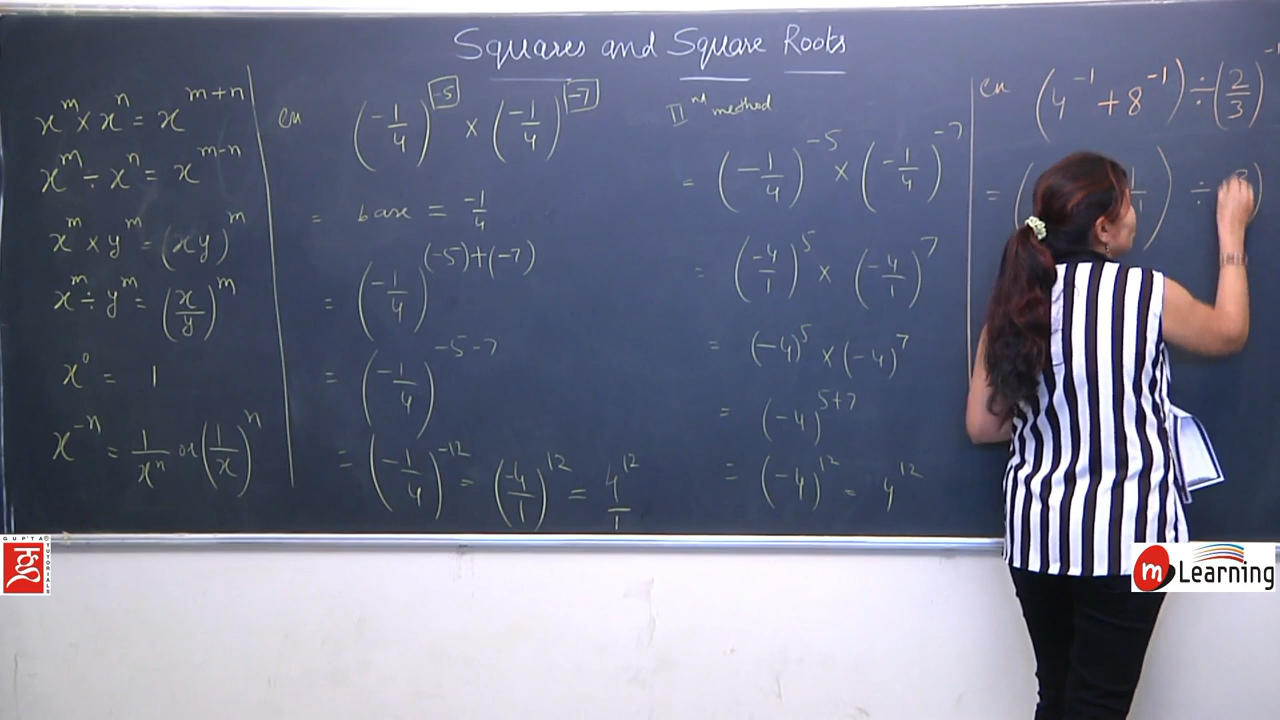 Squares and Square Roots
x^m × x^n = x^{m+n}
x^m ÷ x^n = x^{m-n}
x^m × y^m = (xy)^m
x^m ÷ y^m = (x/y)^m
x^0 = 1
x^{-n} = 1/x^n or (1/x)^n
ex (-1/4)^{-5} × (-1/4)^{-7}
= base = -1/4
= (-1/4)^{(-5)+(-7)}
= (-1/4)^{-5-7}
= (-1/4)^{-12} = (-4/1)^{12} = 4^{12}/1
II nd method
= (-1/4)^{-5} × (-1/4)^{-7}
= (-4/1)^5 × (-4/1)^7
= (-4)^5 × (-4)^7
= (-4)^{5+7}
= (-4)^{12} = 4^{12}
ex (4^{-1} + 8^{-1}) ÷ (2/3)
= ( ) ÷ )
GUPTA TUTORIALS
m Learning